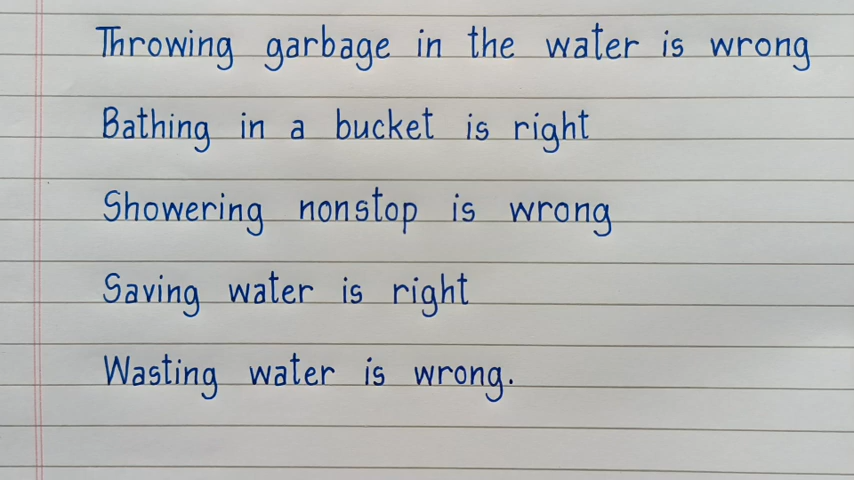 Throwing garbage in the water is wrong
Bathing in a bucket is right
Showering nonstop is wrong
Saving water is right
Wasting water is wrong.